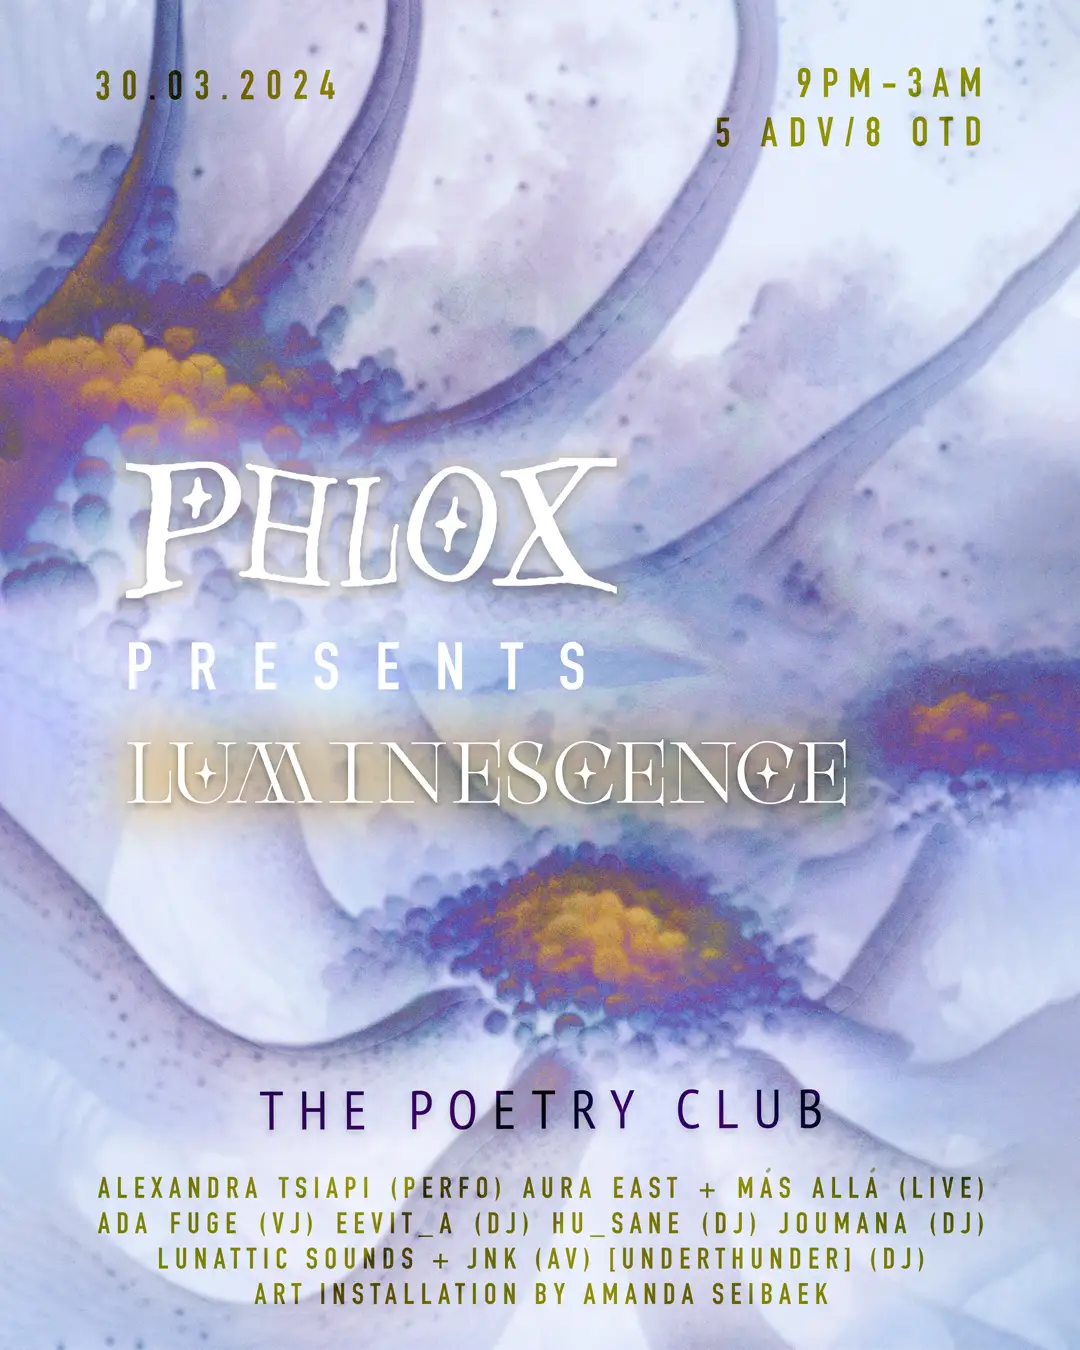 30.03.2024
9PM-3AM
5 ADV/8 OTD
PHLOX
PRESENTS
LUMINESCENCE
THE POETRY CLUB
ALEXANDRA TSIAPI (PERFO) AURA EAST + MÁS ALLÁ (LIVE)
ADA FUGE (VJ) EEVIT_A (DJ) HU_SANE (DJ) JOUMANA (DJ)
LUNATTIC SOUNDS + JNK (AV) [UNDERTHUNDER] (DJ)
ART INSTALLATION BY AMANDA SEIBAEK